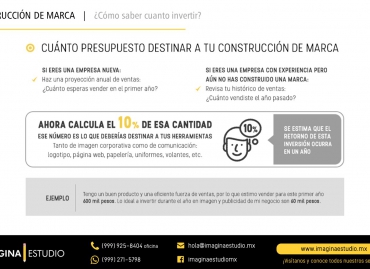 RUCCIÓN DE MARCA | ¿Cómo saber cuanto invertir?
CUÁNTO PRESUPUESTO DESTINAR A TU CONSTRUCCIÓN DE MARCA
SI ERES UNA EMPRESA NUEVA:
Haz una proyección anual de ventas:
¿Cuánto esperas vender en el primer año?
SI ERES UNA EMPRESA CON EXPERIENCIA PERO
AÚN NO HAS CONSTRUIDO UNA MARCA:
Revisa tu histórico de ventas:
¿Cuánto vendiste el año pasado?
AHORA CALCULA EL 10% DE ESA CANTIDAD
ESE NÚMERO ES LO QUE DEBERÍAS DESTINAR A TUS HERRAMIENTAS
Tanto de imagen corporativa como de comunicación.
logotipo, página web, papelería, uniformes, volantes, etc.
10%
SE ESTIMA QUE EL
RETORNO DE ESTA
INVERSIÓN OCURRA
EN UN AÑO
EJEMPLO
Tengo un buen producto y una eficiente fuerza de ventas, por lo que estimo vender para este primer año
600 mil pesos. Lo ideal a invertir durante el año en imagen y publicidad de mi negocio son 60 mil pesos.
AGINA | ESTUDIO
(999) 925-8404 oficina
(999) 271-5798
hola@imaginaestudio.mx
imaginaestudio.mx
www.imaginaestudio.mx
¡Visítanos y conoce todos nuestros se